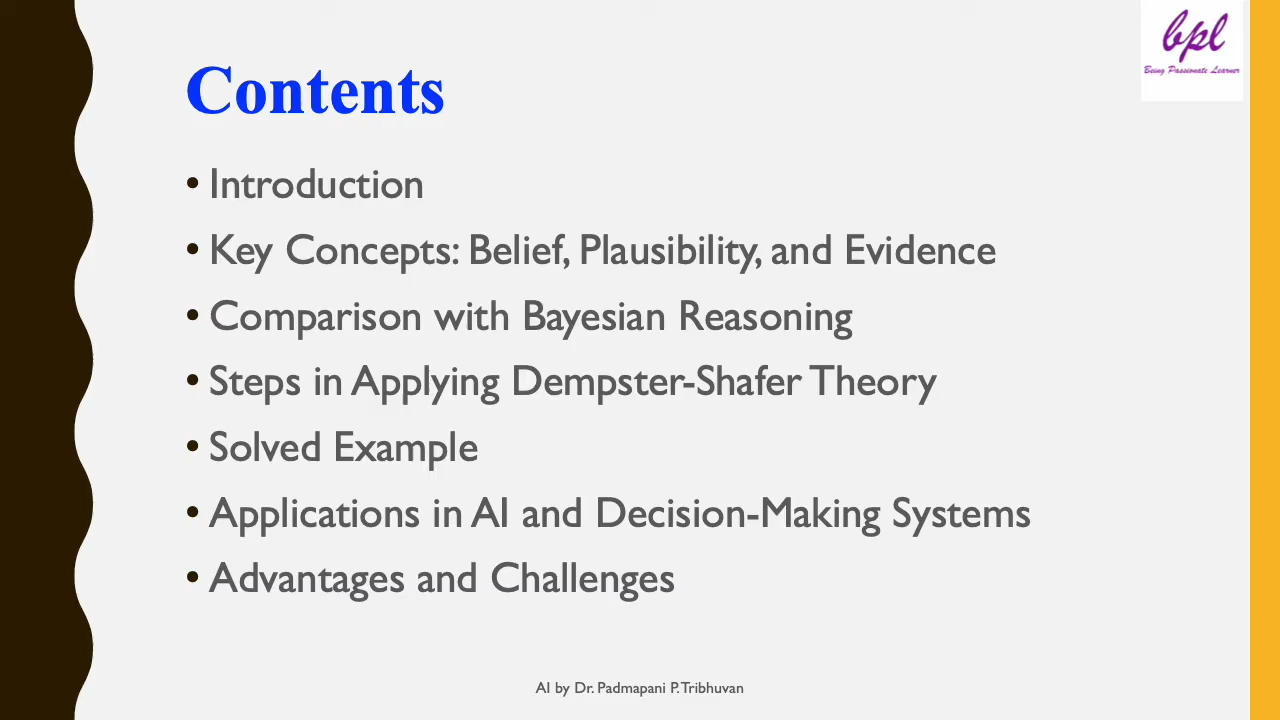 bpl
Being Passionate Learner
Contents
• Introduction
• Key Concepts: Belief, Plausibility, and Evidence
• Comparison with Bayesian Reasoning
• Steps in Applying Dempster-Shafer Theory
• Solved Example
• Applications in AI and Decision-Making Systems
• Advantages and Challenges
AI by Dr. Padmapani P. Tribhuvan